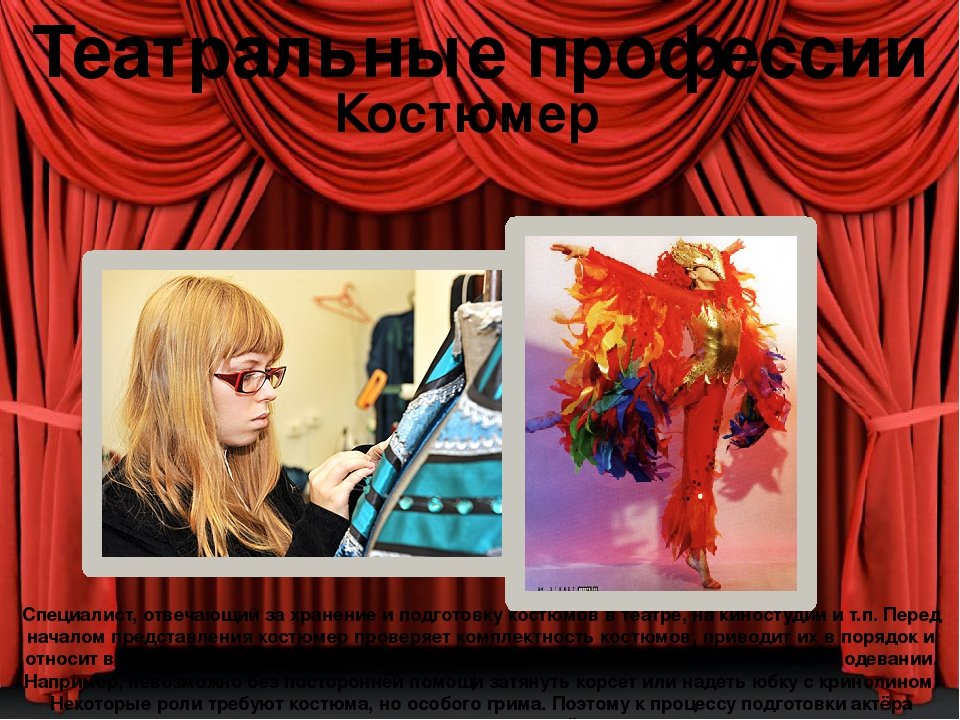 Театральные профессии
Костюмер
Специалист, отвечающий за хранение и подготовку костюмов в театре, на киностудии и т.п. Перед
началом представления костюмер проверяет комплектность костюмов, приводит их в порядок и
относит в одевании.
Например, невозможно без посторонней помощи затянуть корсет или надеть юбку с кринолином.
Некоторые роли требуют костюма, но особого грима. Поэтому к процессу подготовки актёра